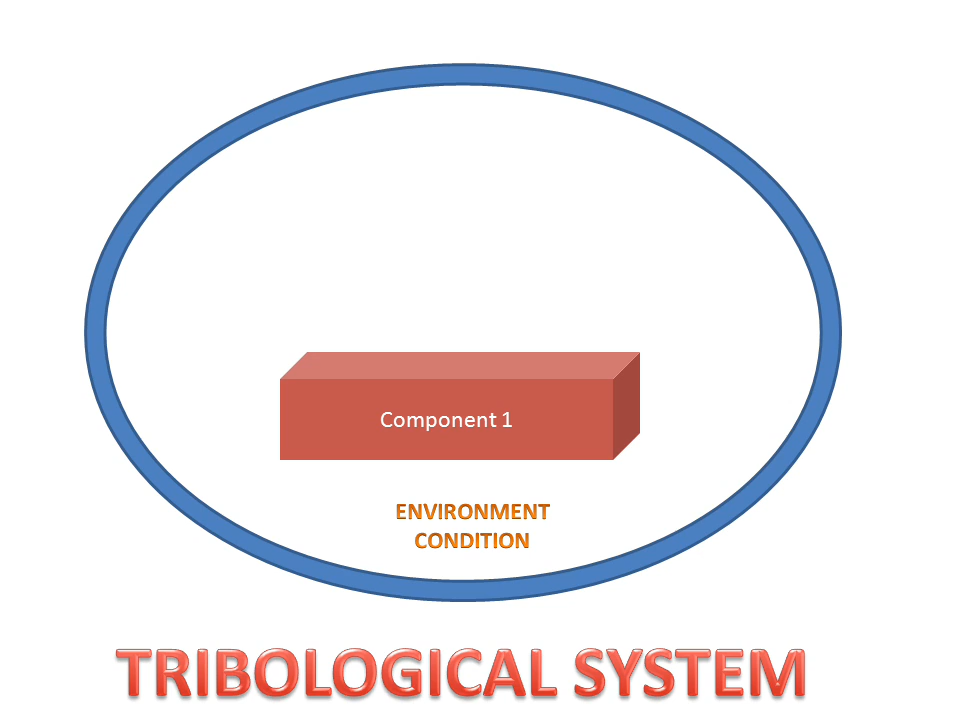 Component 1
ENVIRONMENT
CONDITION
TRIBOLOGICAL SYSTEM